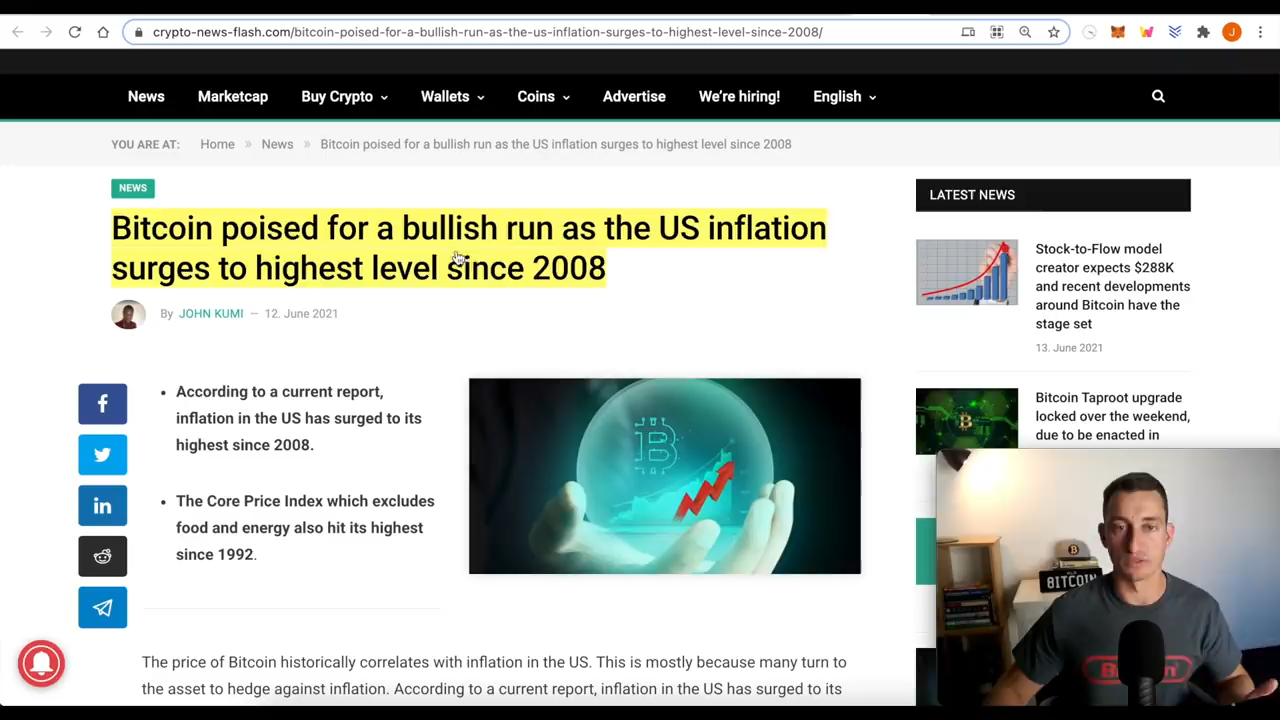 crypto-news-flash.com/bitcoin-poised-for-a-bullish-run-as-the-us-inflation-surges-to-highest-level-since-2008/
J
News
Marketcap
Buy Crypto
Wallets
Coins
Advertise
We're hiring!
English
YOU ARE AT: Home » News » Bitcoin poised for a bullish run as the US inflation surges to highest level since 2008
NEWS
Bitcoin poised for a bullish run as the US inflation
surges to highest level since 2008
By JOHN KUMI — 12. June 2021
• According to a current report,
inflation in the US has surged to its
highest since 2008.
• The Core Price Index which excludes
food and energy also hit its highest
since 1992.
The price of Bitcoin historically correlates with inflation in the US. This is mostly because many turn to
the asset to hedge against inflation. According to a current report, inflation in the US has surged to its
LATEST NEWS
Stock-to-Flow model
creator expects $288K
and recent developments
around Bitcoin have the
stage set
13. June 2021
Bitcoin Taproot upgrade
locked over the weekend,
due to be enacted in
BITCOIN